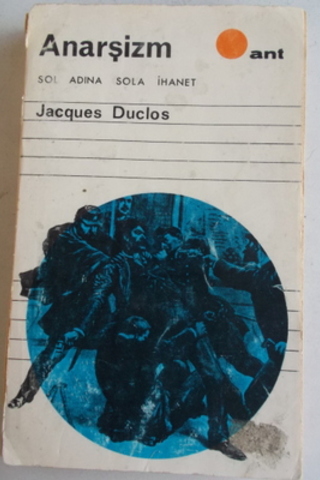 Anarşizm
ant
SOL ADINA SOLA İHANET
Jacques Duclos